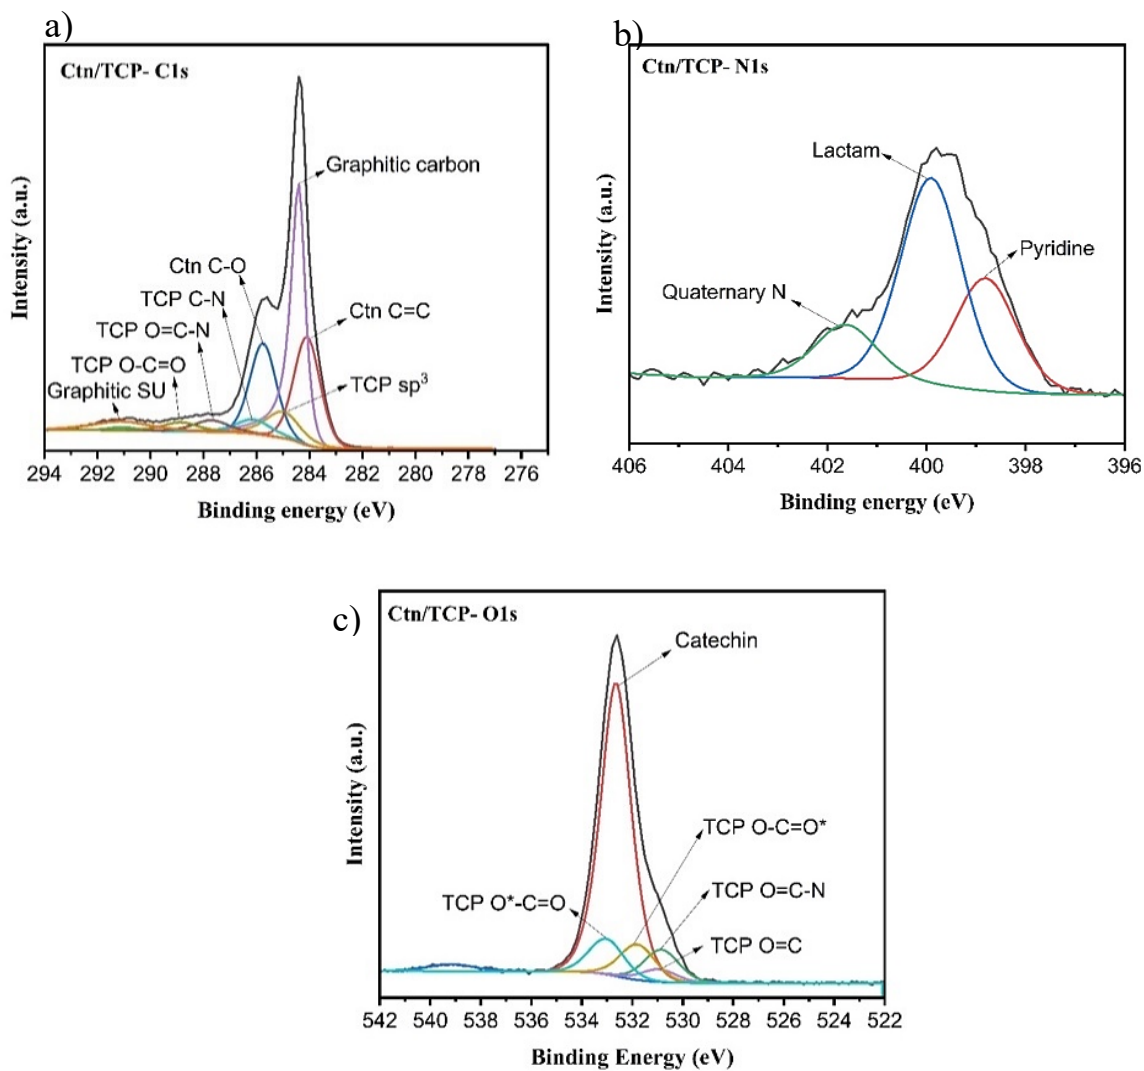 a)
Ctn/TCP- C1s
Graphitic carbon
Ctn C-O
TCP C-N
Ctn C=C
TCP O=C-N
TCP O-C=O
TCP sp³
Graphitic SU
Intensity (a.u.)
294 292 290 288 286 284 282 280 278 276
Binding energy (eV)
b)
Ctn/TCP- N1s
Lactam
Pyridine
Quaternary N
Intensity (a.u.)
406 404 402 400 398 396
Binding energy (eV)
c)
Ctn/TCP- O1s
Catechin
TCP O-C=O*
TCP O=C-N
TCP O*-C=O
TCP O=C
Intensity (a.u.)
542 540 538 536 534 532 530 528 526 524 522
Binding Energy (eV)